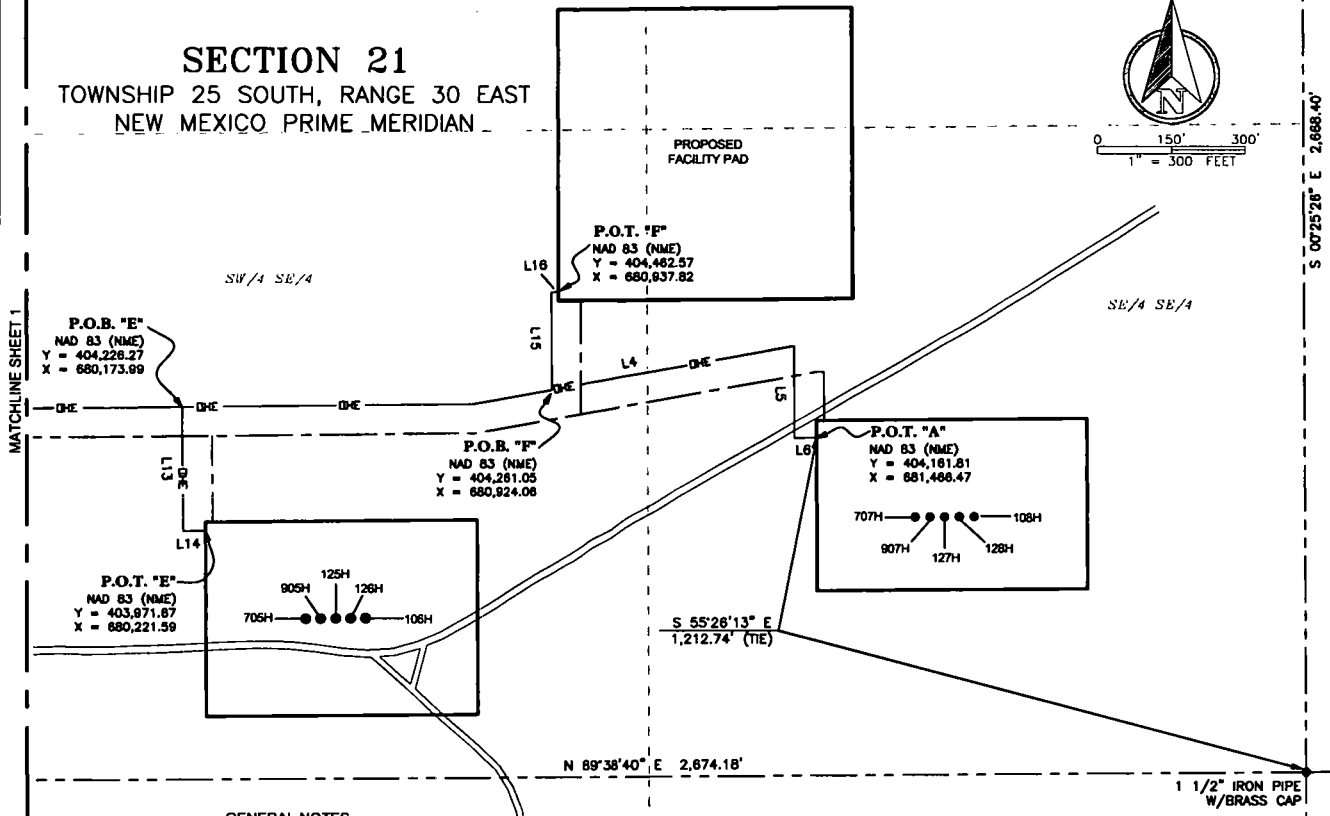 SECTION 21
TOWNSHIP 25 SOUTH, RANGE 30 EAST
NEW MEXICO PRIME MERIDIAN
N
0 150' 300'
1" = 300 FEET
S 00°25'26" E 2,668.40'
PROPOSED
FACILITY PAD
P.O.T. "F"
NAD 83 (NME)
Y = 404,462.57
X = 680,937.82
L16
SW/4 SE/4
SE/4 SE/4
MATCHLINE SHEET 1
P.O.B. "E"
NAD 83 (NME)
Y = 404,226.27
X = 680,173.99
L15
L4
OHE
OHE
OHE
OHE
OHE
L5
P.O.B. "F"
NAD 83 (NME)
Y = 404,261.05
X = 680,924.06
L6
P.O.T. "A"
NAD 83 (NME)
Y = 404,161.81
X = 681,466.47
L13
OHE
L14
707H
108H
907H
128H
127H
P.O.T. "E"
NAD 83 (NME)
Y = 403,971.67
X = 680,221.59
125H
905H
126H
705H
106H
S 55°26'13" E
1,212.74' (TIE)
N 89°38'40" E 2,674.18'
1 1/2" IRON PIPE
W/BRASS CAP
GENERAL NOTES